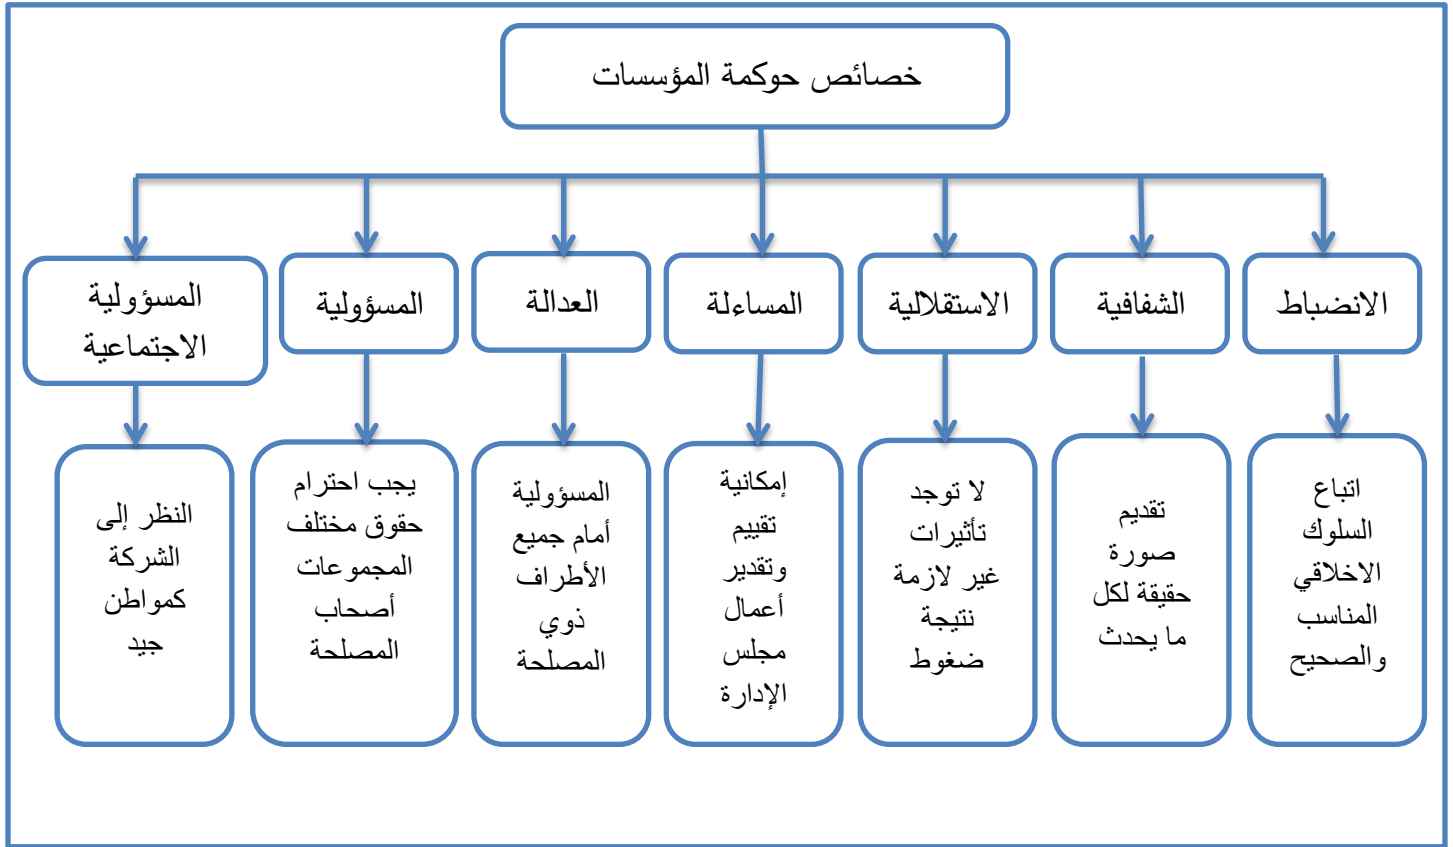 خصائص حوكمة المؤسسات
الانضباط
الشفافية
الاستقلالية
المساءلة
العدالة
المسؤولية
المسؤولية
الاجتماعية
اتباع
السلوك
الاخلاقي
المناسب
والصحيح
تقديم
صورة
حقيقة لكل
ما يحدث
لا توجد
تأثيرات
غير لازمة
نتيجة
ضغوط
إمكانية
تقييم
وتقدير
أعمال
مجلس
الإدارة
المسؤولية
أمام جميع
الأطراف
ذوي
المصلحة
يجب احترام
حقوق مختلف
المجموعات
أصحاب
المصلحة
النظر إلى
الشركة
كمواطن
جيد